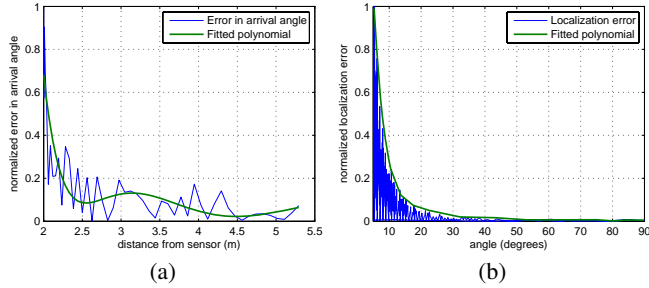 normalized error in arrival angle
1
0.8
0.6
0.4
0.2
0
Error in arrival angle
Fitted polynomial
2
2.5
3
3.5
4
4.5
5
5.5
distance from sensor (m)
(a)
normalized localization error
1
0.8
0.6
0.4
0.2
0
Localization error
Fitted polynomial
10
20
30
40
50
60
70
80
90
angle (degrees)
(b)